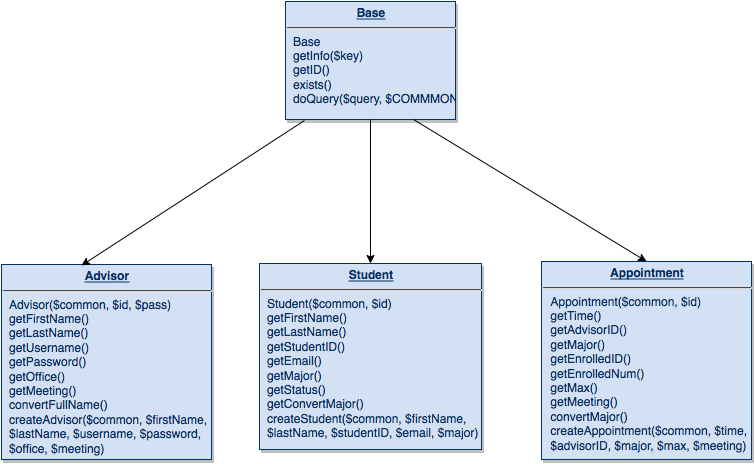 Base
Base
getInfo($key)
getID()
exists()
doQuery($query, $COMMMON
Advisor
Advisor($common, $id, $pass)
getFirstName()
getLastName()
getUsername()
getPassword()
getOffice()
getMeeting()
convertFullName()
createAdvisor($common, $firstName,
$lastName, $username, $password,
$office, $meeting)
Student
Student($common, $id)
getFirstName()
getLastName()
getStudentID()
getEmail()
getMajor()
getStatus()
getConvertMajor()
createStudent($common, $firstName,
$lastName, $studentID, $email, $major)
Appointment
Appointment($common, $id)
getTime()
getAdvisorID()
getMajor()
getEnrolledID()
getEnrolledNum()
getMax()
getMeeting()
convertMajor()
createAppointment($common, $time,
$advisorID, $major, $max, $meeting)